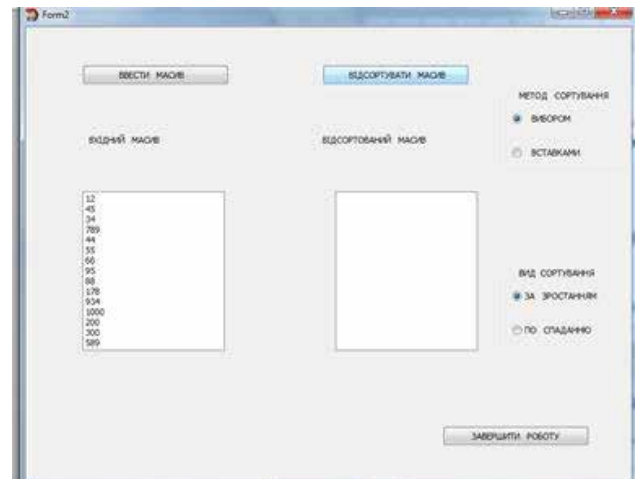 Form2
ВВЕСТИ МАСИВ
ВІДСОРТУВАТИ МАСИВ
МЕТОД СОРТУВАННЯ
ВИБОРОМ
ВСТАВКАМИ
ВХІДНИЙ МАСИВ
ВІДСОРТОВАНИЙ МАСИВ
12
45
34
789
44
55
66
95
88
178
934
1000
200
300
589
ВИД СОРТУВАННЯ
ЗА ЗРОСТАННЯМ
ПО СПАДАННЮ
ЗАВЕРШИТИ РОБОТУ